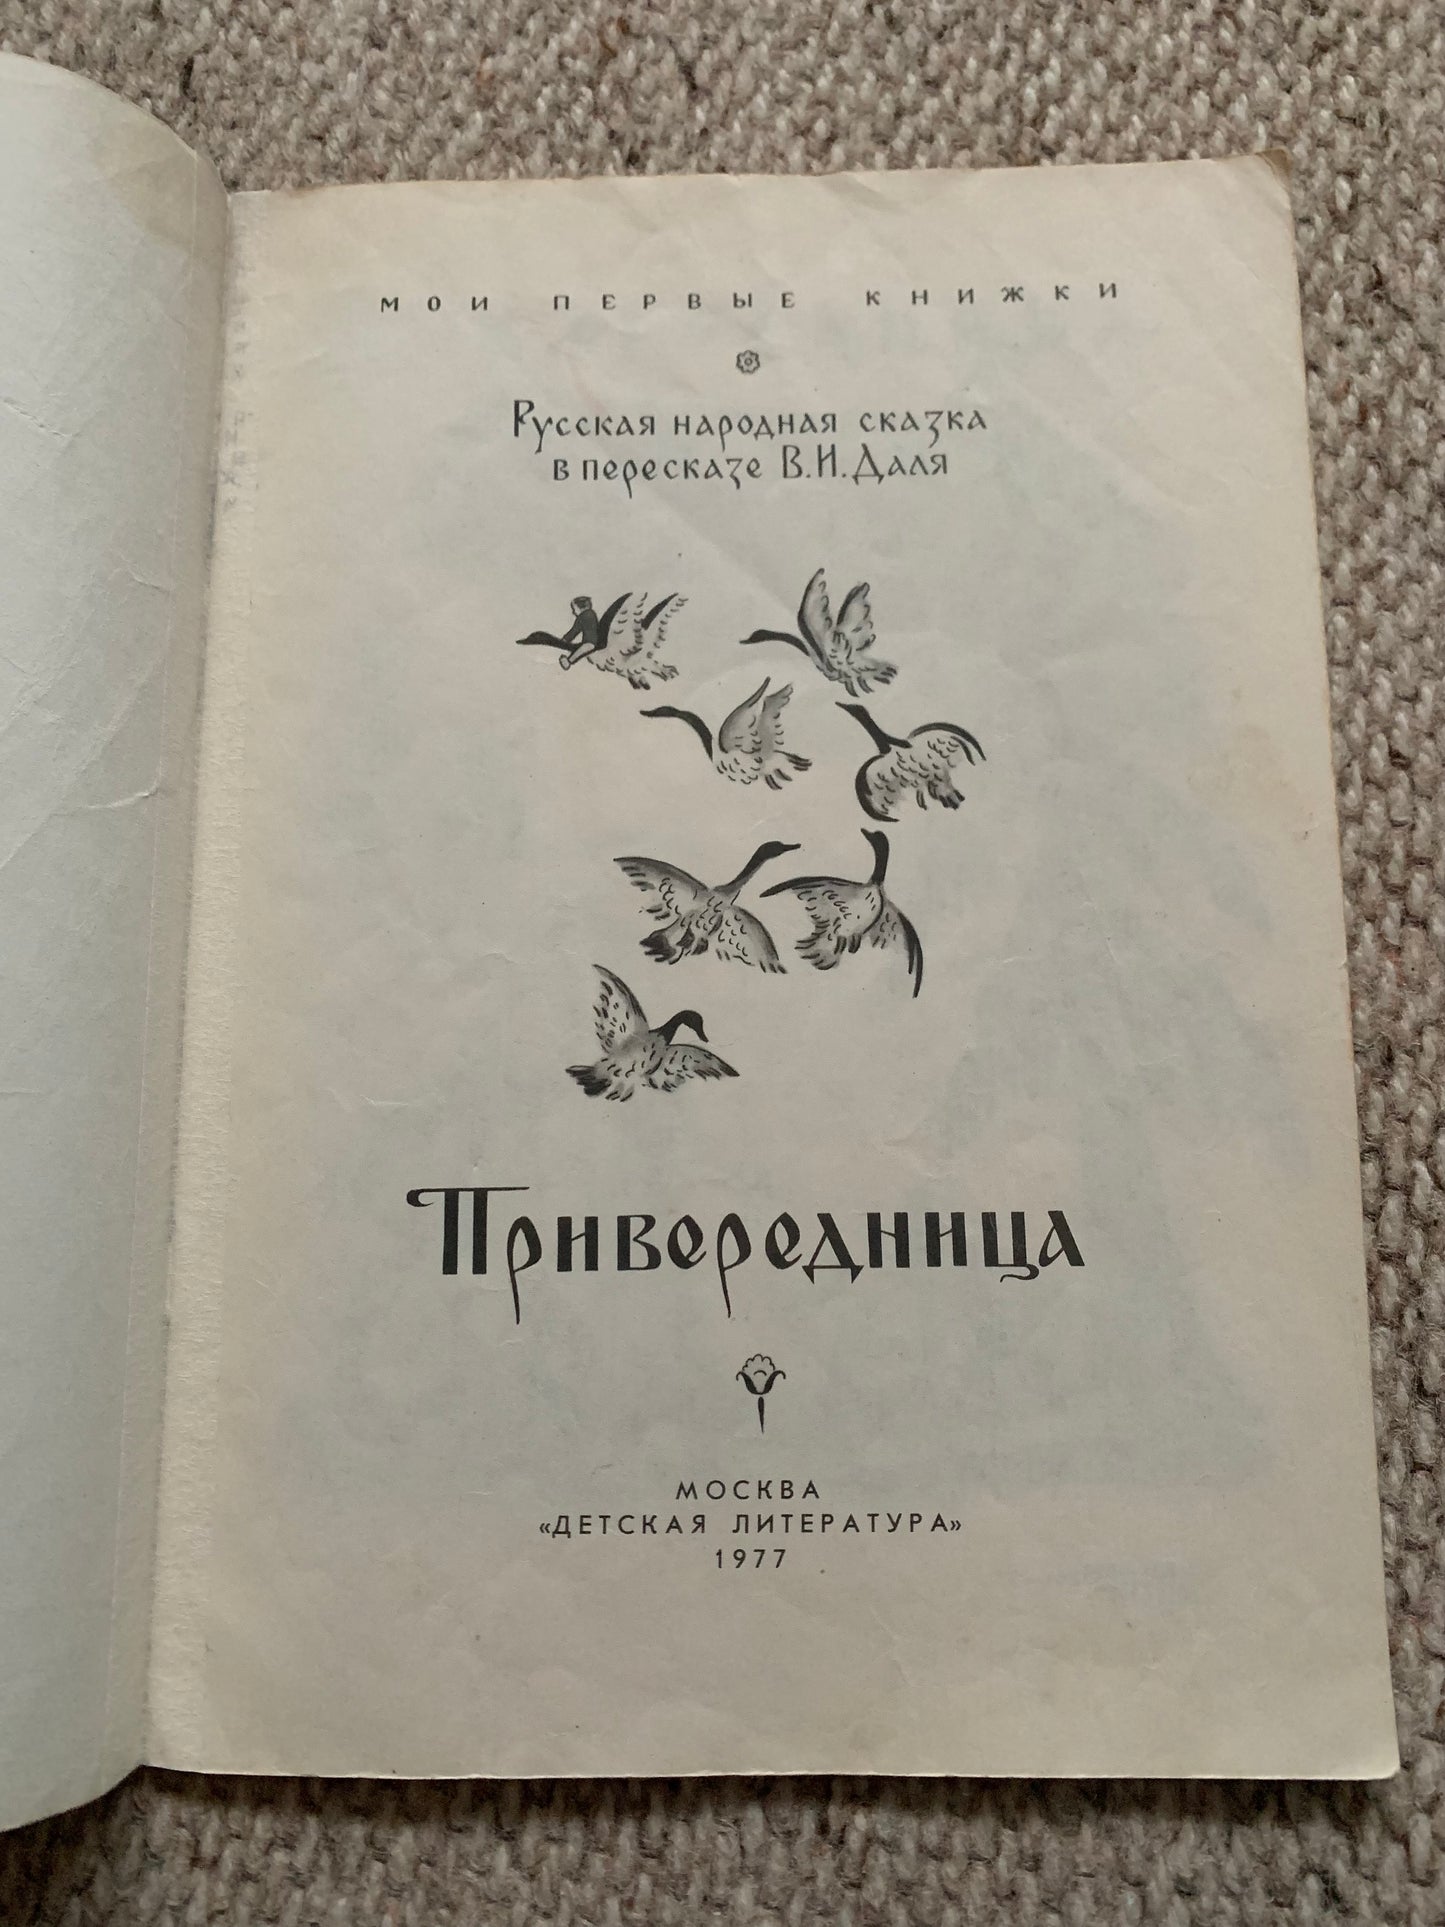 МОИ ПЕРВЫЕ КНИЖКИ
Русская народная сказка
в пересказе В.И.Даля
Привередница
МОСКВА
«ДЕТСКАЯ ЛИТЕРАТУРА»
1977